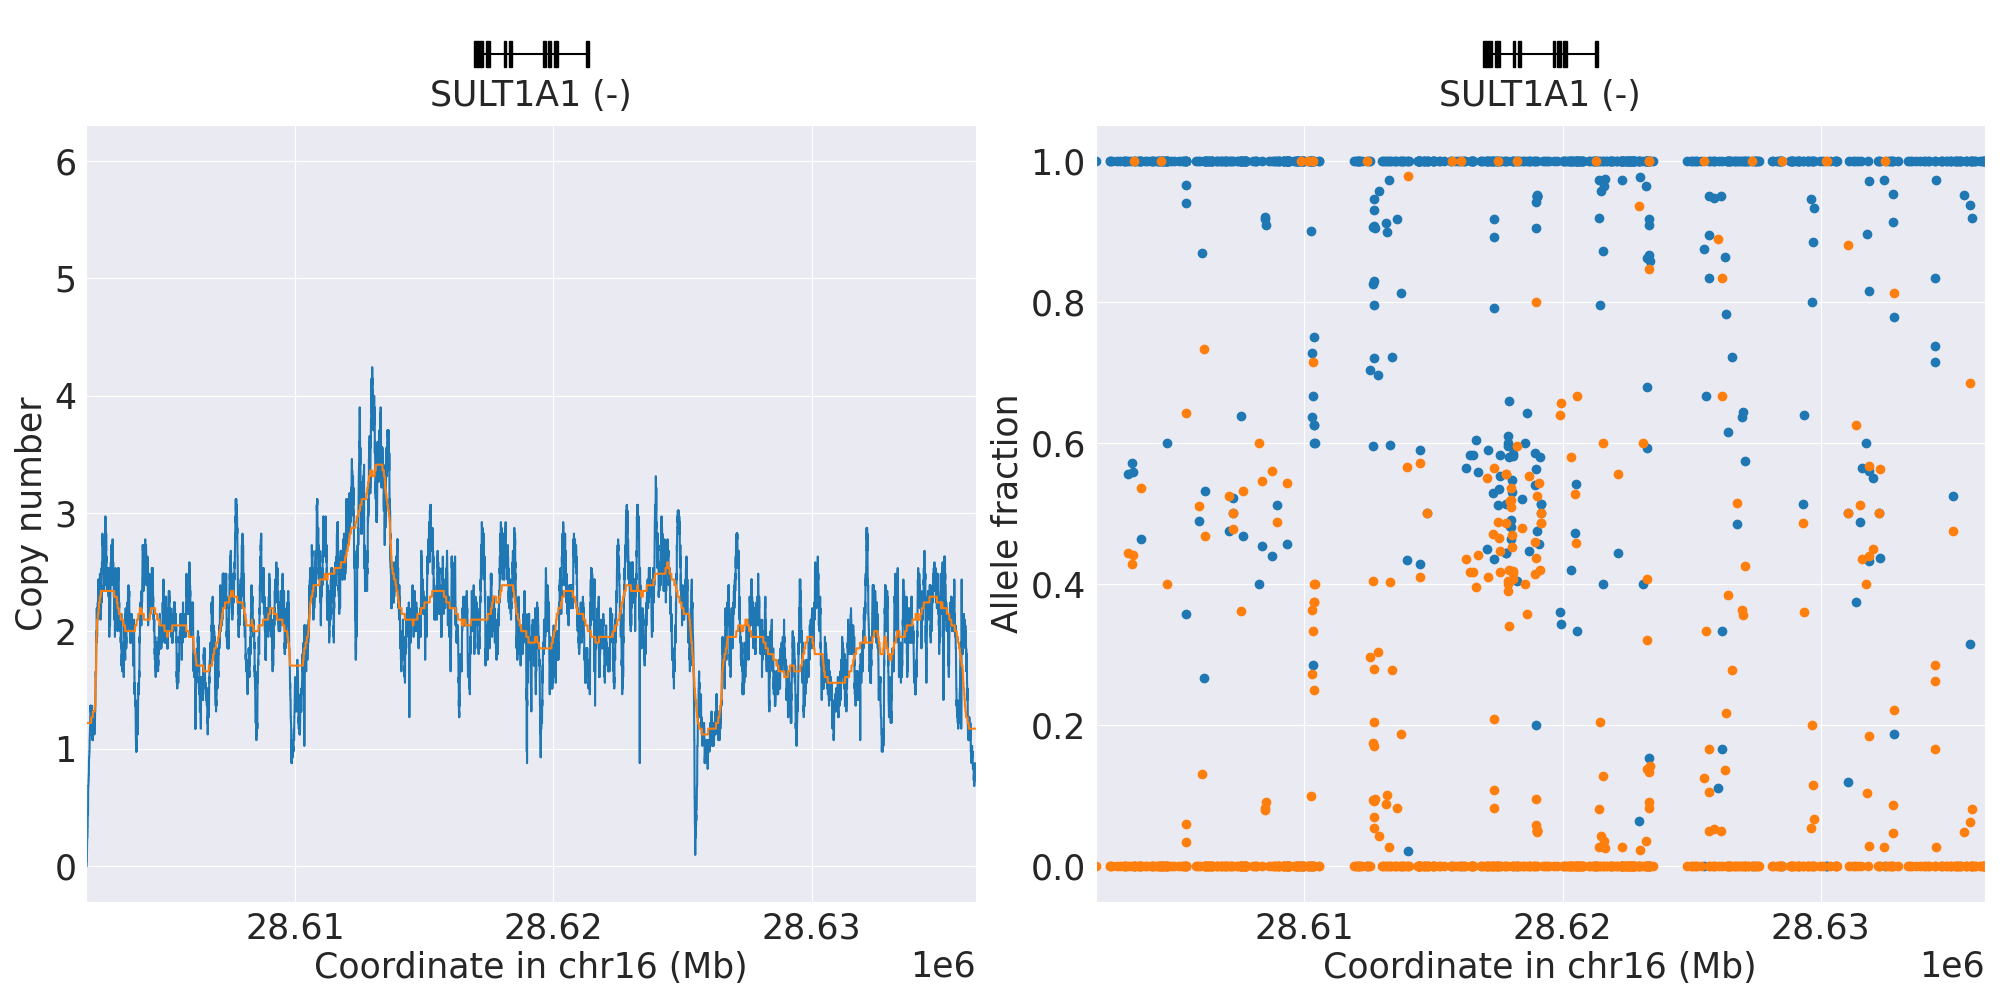 SULT1A1 (-)
SULT1A1 (-)
6
5
4
3
2
1
0
Copy number
28.61
28.62
28.63
Coordinate in chr16 (Mb)
1e6
1.0
0.8
0.6
0.4
0.2
0.0
Allele fraction
28.61
28.62
28.63
Coordinate in chr16 (Mb)
1e6